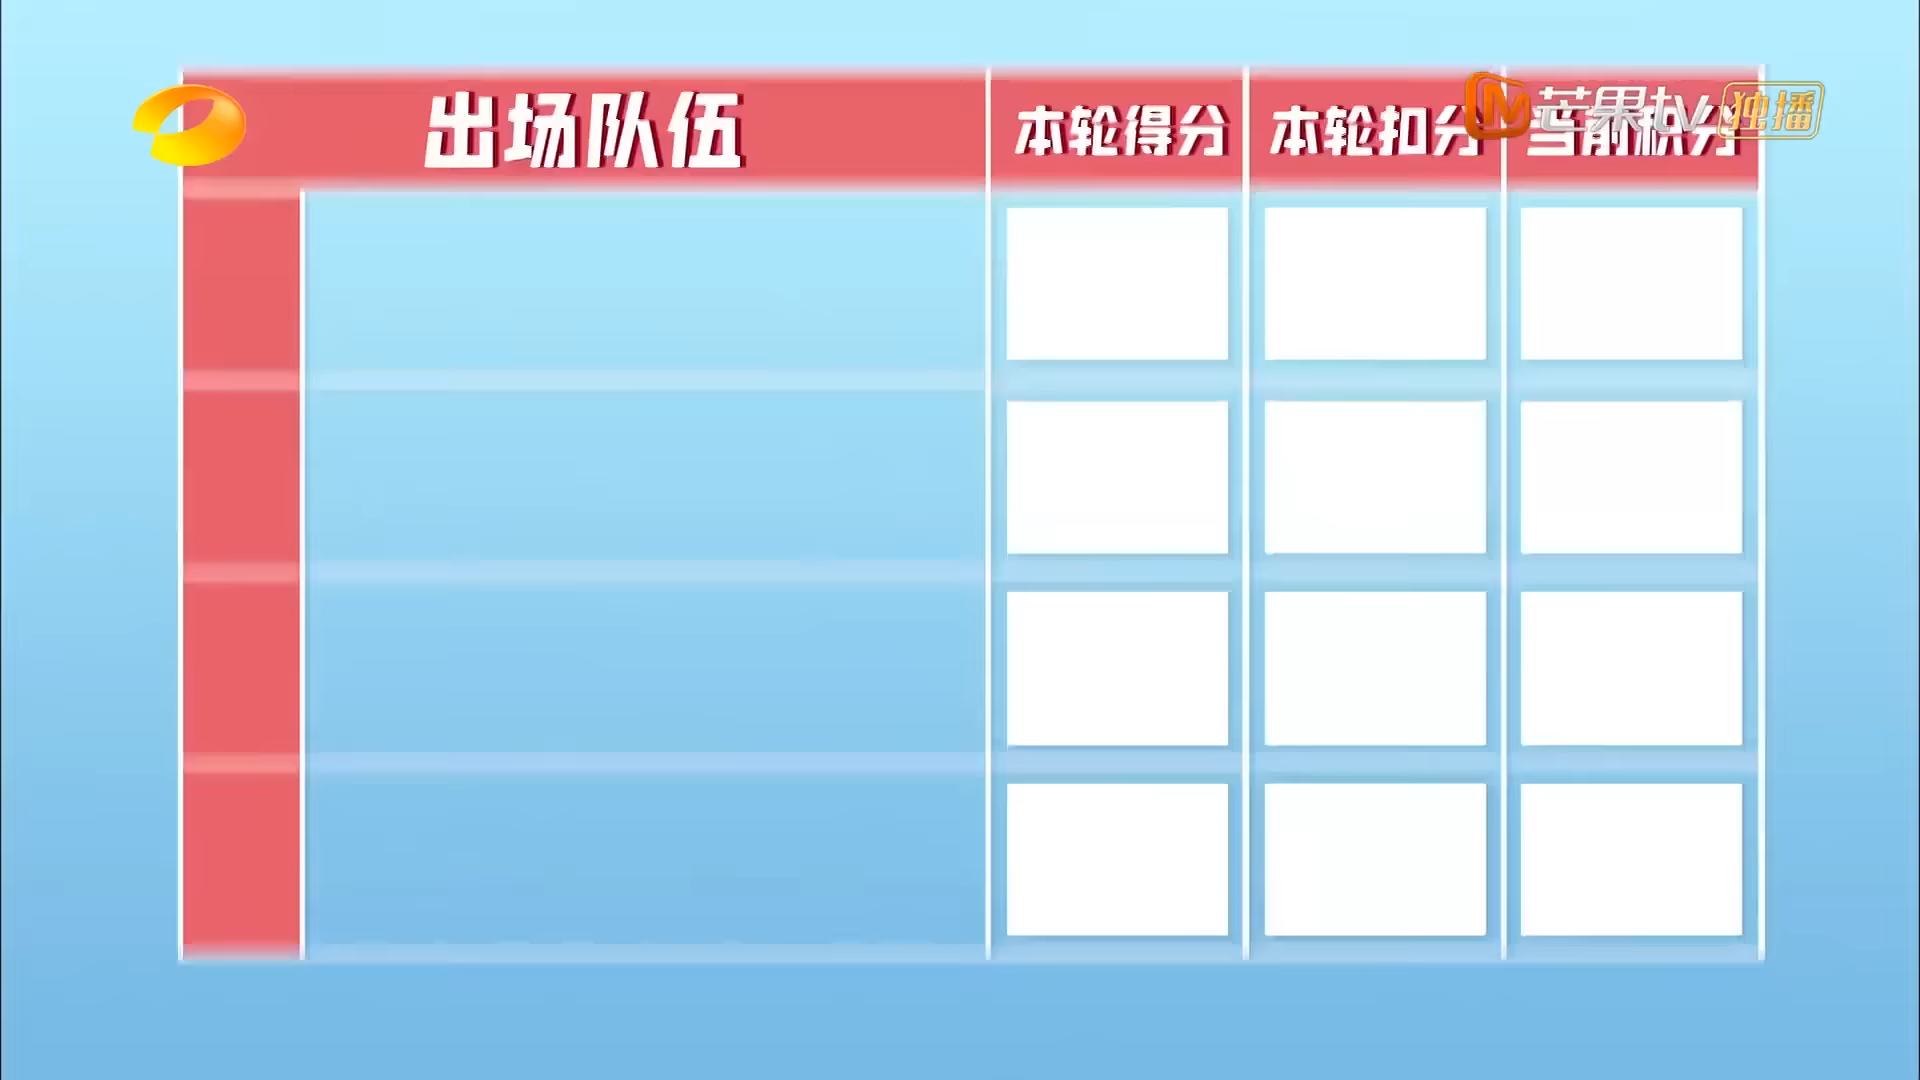 出场队伍
本轮得分
本轮扣分
当前积分
芒果tv 独播